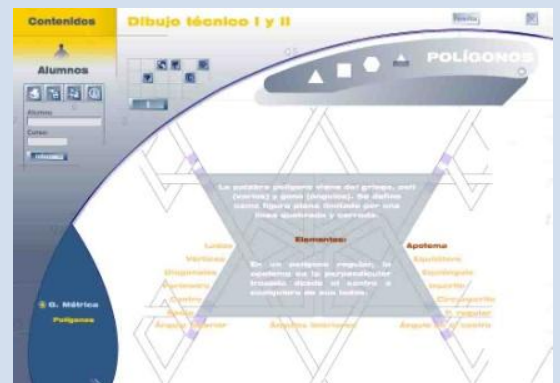 Contenidos
Dibujo técnico I y II
Alumnos
Alumno:
Curso:
POLÍGONOS
La palabra polígono viene del griego, poli
(varios) y gono (ángulos). Se define
como figura plana limitada por una
línea quebrada y cerrada.
Elementos:
Lados
Vértices
Diagonales
Perímetro
Centro
Radio
Ángulo exterior
Ángulos interiores
En un polígono regular, la
apotema es la perpendicular
trazada desde el centro a
cualquiera de sus lados.
Apotema
Equilátero
Equiángulo
Inscrito
Circunscrito
P. regular
Ángulo en el centro
G. Métrica
Polígonos